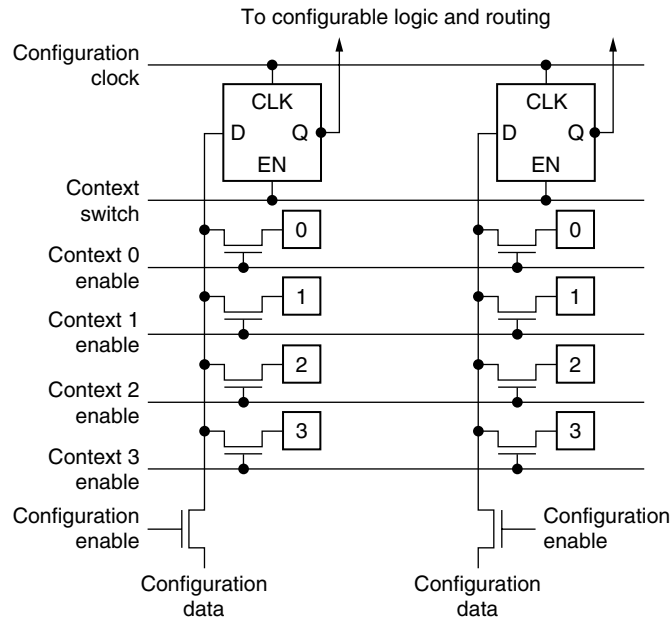 To configurable logic and routing
Configuration
clock
CLK
CLK
D
Q
D
Q
EN
EN
Context
switch
0
0
Context 0
enable
1
1
Context 1
enable
2
2
Context 2
enable
3
3
Context 3
enable
Configuration
enable
Configuration
enable
Configuration
data
Configuration
data